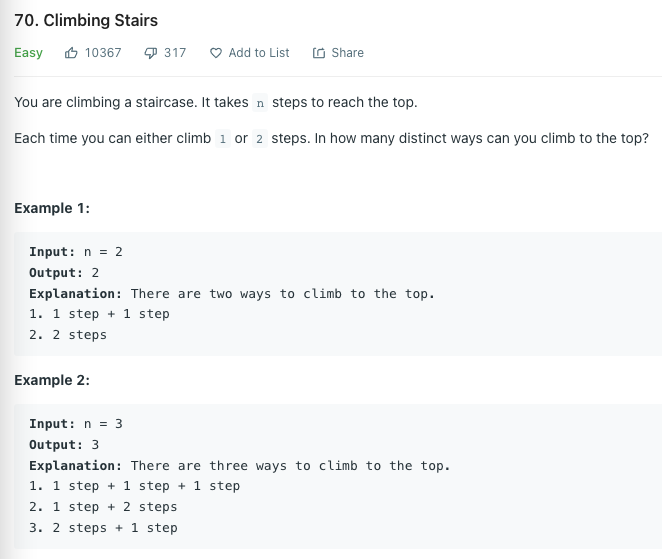 70. Climbing Stairs
Easy 10367 317 Add to List Share
You are climbing a staircase. It takes n steps to reach the top.
Each time you can either climb 1 or 2 steps. In how many distinct ways can you climb to the top?
Example 1:
Input: n = 2
Output: 2
Explanation: There are two ways to climb to the top.
1. 1 step + 1 step
2. 2 steps
Example 2:
Input: n = 3
Output: 3
Explanation: There are three ways to climb to the top.
1. 1 step + 1 step + 1 step
2. 1 step + 2 steps
3. 2 steps + 1 step